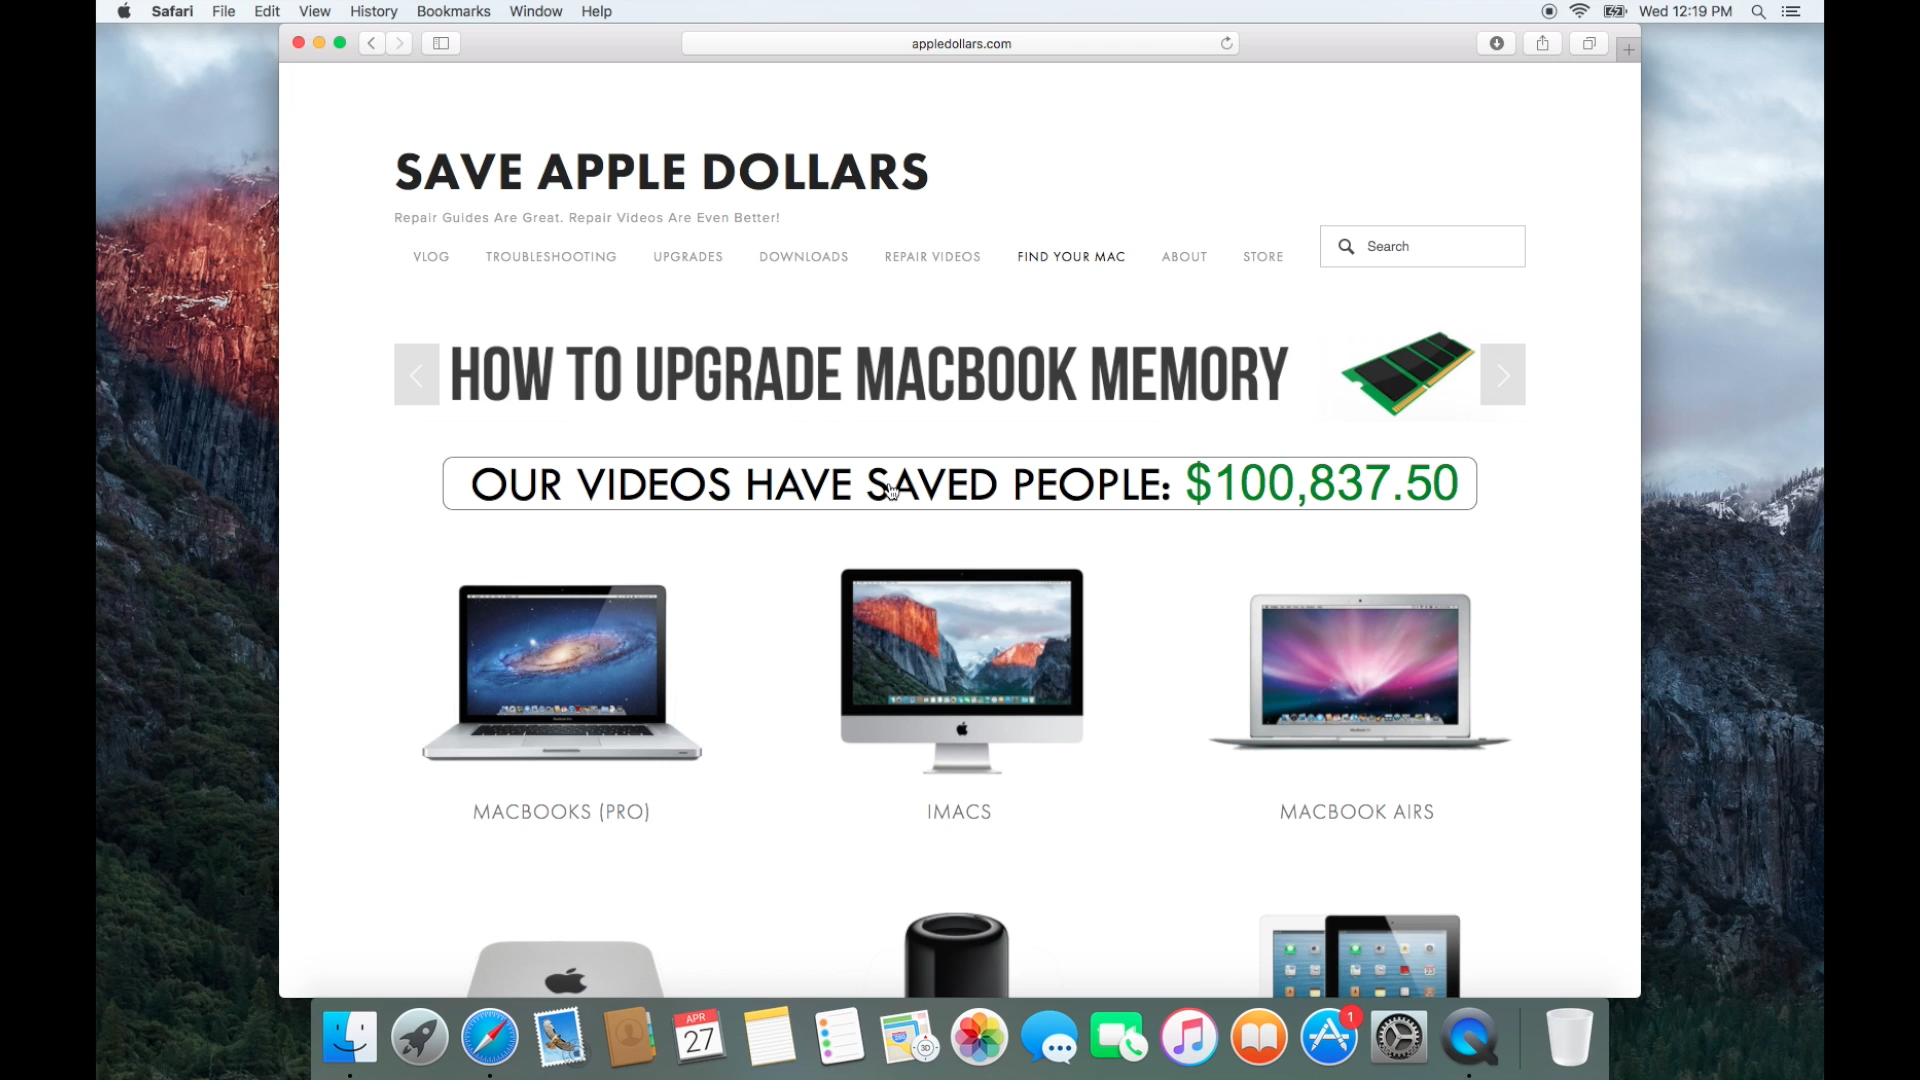 Safari File Edit View History Bookmarks Window Help Wed 12:19 PM
appledollars.com
SAVE APPLE DOLLARS
Repair Guides Are Great. Repair Videos Are Even Better!
VLOG TROUBLESHOOTING UPGRADES DOWNLOADS REPAIR VIDEOS FIND YOUR MAC ABOUT STORE
Search
HOW TO UPGRADE MACBOOK MEMORY
OUR VIDEOS HAVE SAVED PEOPLE: $100,837.50
MACBOOKS (PRO) IMACS MACBOOK AIRS
APR
27
3D
1